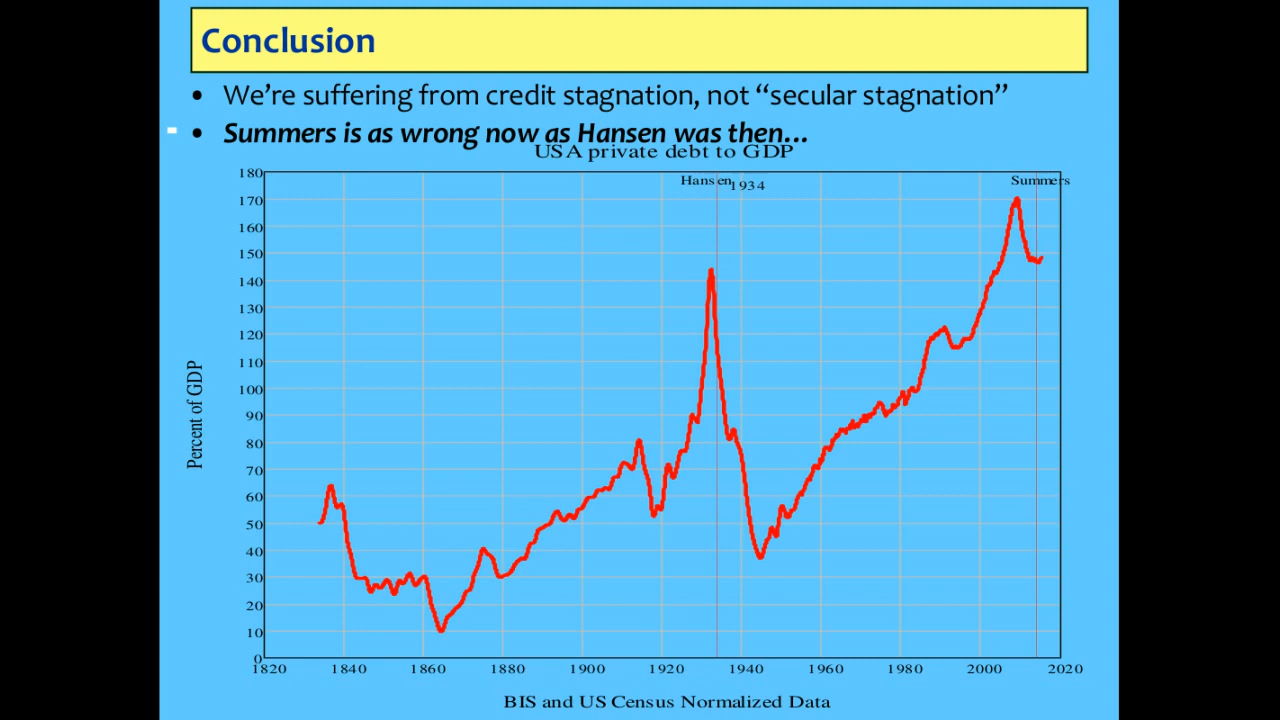 Conclusion
• We’re suffering from credit stagnation, not “secular stagnation”
• Summers is as wrong now as Hansen was then…
USA private debt to GDP
Hansen 1934 Summers
180
170
160
150
140
130
120
110
100
90
80
70
60
50
40
30
20
10
0
Percent of GDP
1820 1840 1860 1880 1900 1920 1940 1960 1980 2000 2020
BIS and US Census Normalized Data